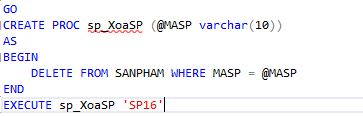 GO
CREATE PROC sp_XoaSP (@MASP varchar(10))
AS
BEGIN
    DELETE FROM SANPHAM WHERE MASP = @MASP
END
EXECUTE sp_XoaSP 'SP16'